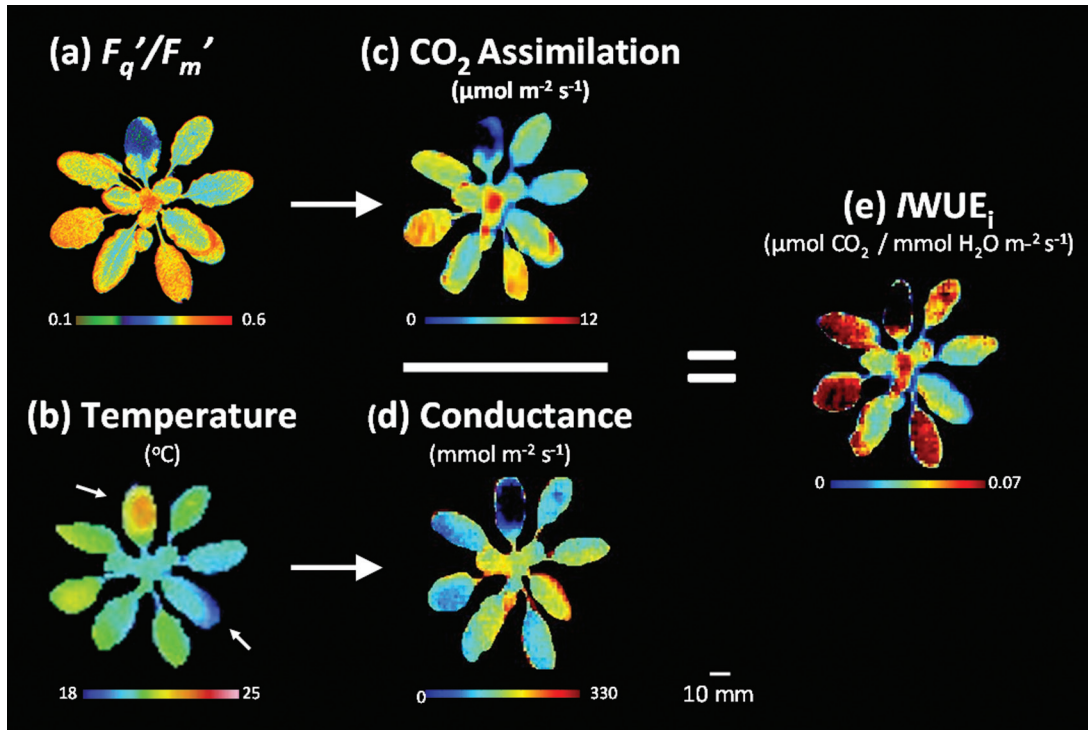 (a) Fq'/Fm'
0.1 0.6
(c) CO₂ Assimilation
(µmol m⁻² s⁻¹)
0 12
(b) Temperature
(ºC)
18 25
(d) Conductance
(mmol m⁻² s⁻¹)
0 330
=
(e) IWUEᵢ
(µmol CO₂ / mmol H₂O m⁻² s⁻¹)
0 0.07
10 mm